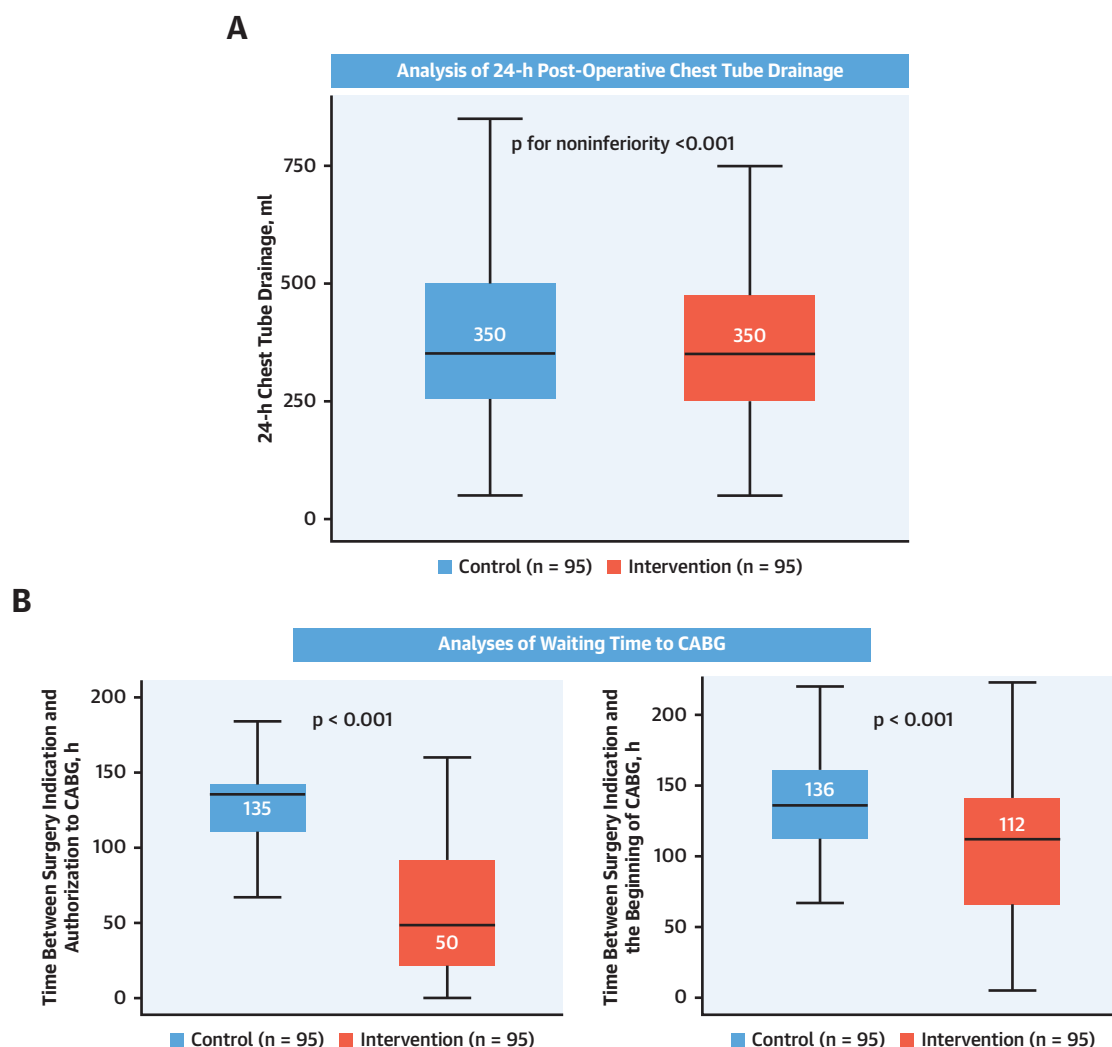 A
Analysis of 24-h Post-Operative Chest Tube Drainage
p for noninferiority <0.001
24-h Chest Tube Drainage, ml
750
500
250
0
350
350
Control (n = 95) Intervention (n = 95)
B
Analyses of Waiting Time to CABG
Time Between Surgery Indication and
Authorization to CABG, h
200
150
100
50
0
p < 0.001
135
50
Control (n = 95) Intervention (n = 95)
Time Between Surgery Indication and
the Beginning of CABG, h
200
150
100
50
0
p < 0.001
136
112
Control (n = 95) Intervention (n = 95)